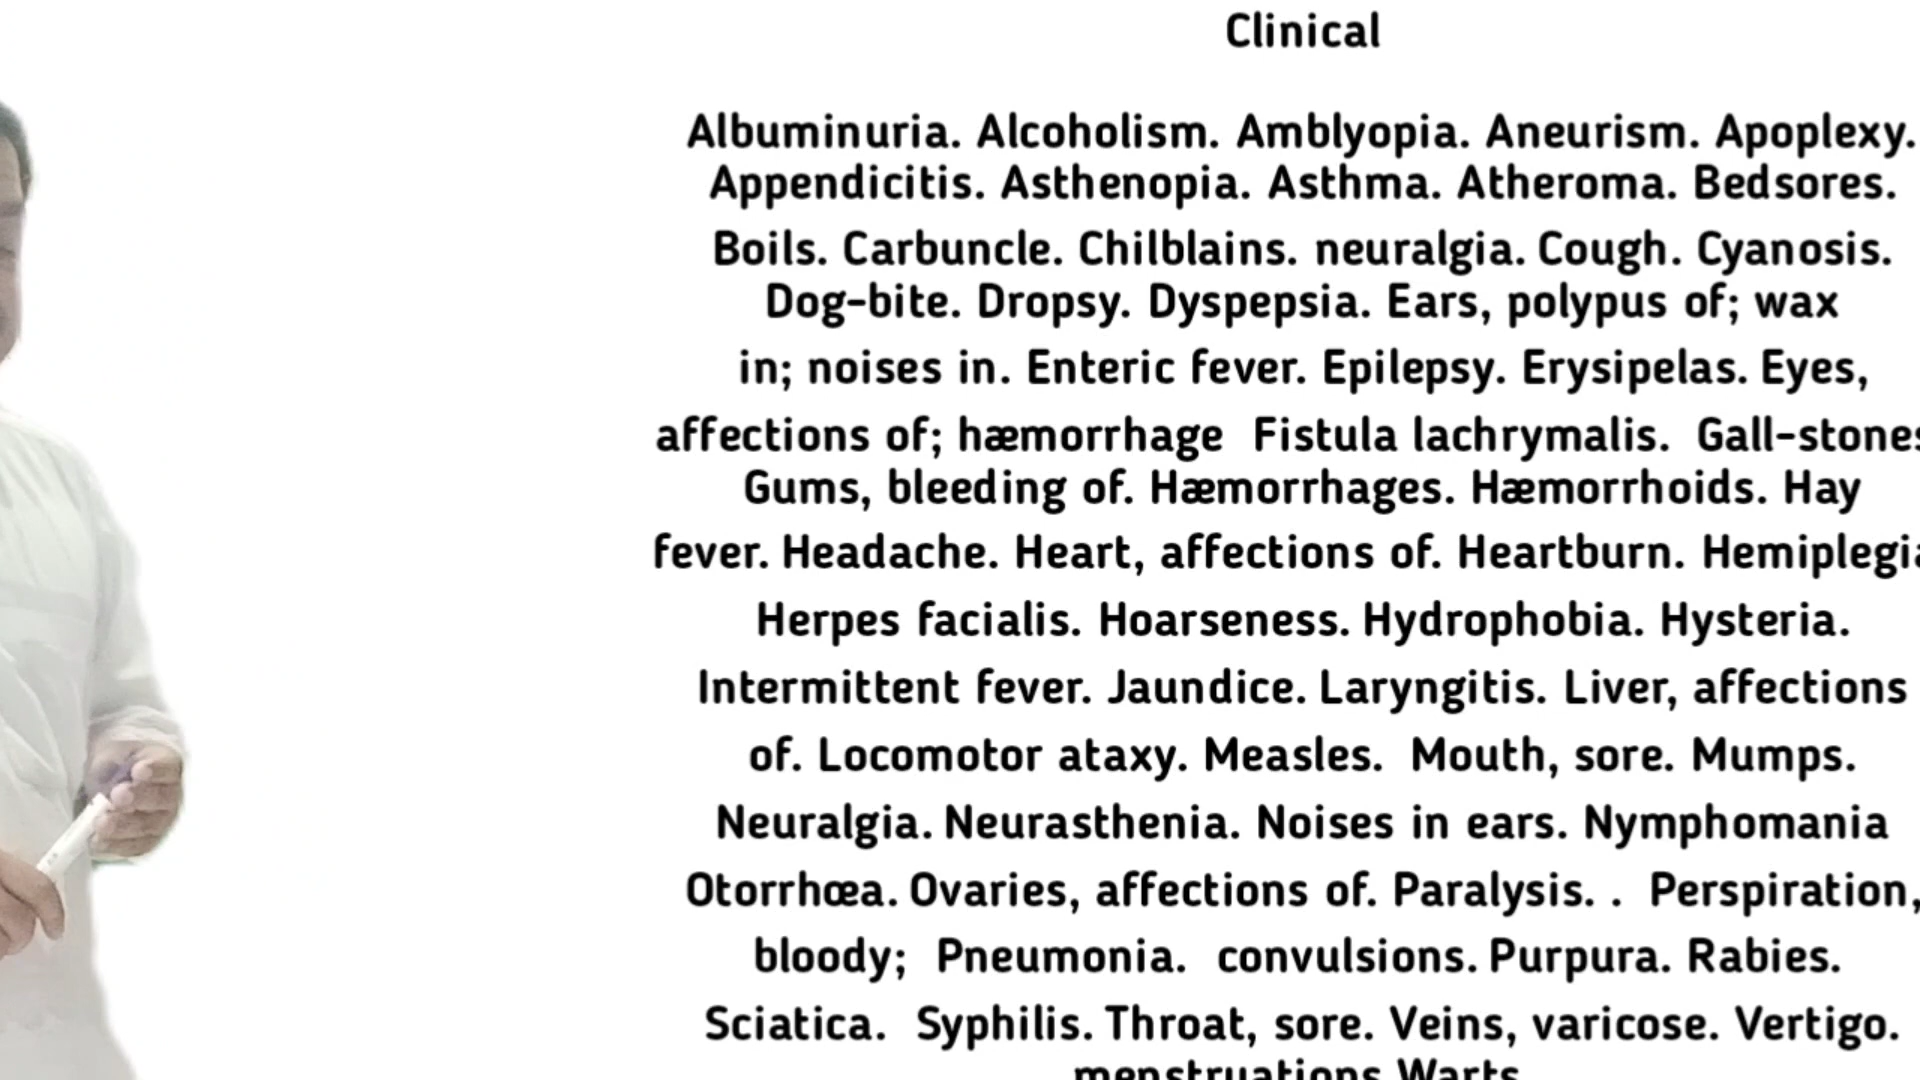 Clinical
Albuminuria. Alcoholism. Amblyopia. Aneurism. Apoplexy.
Appendicitis. Asthenopia. Asthma. Atheroma. Bedsores.
Boils. Carbuncle. Chilblains. neuralgia. Cough. Cyanosis.
Dog-bite. Dropsy. Dyspepsia. Ears, polypus of; wax
in; noises in. Enteric fever. Epilepsy. Erysipelas. Eyes,
affections of; hæmorrhage Fistula lachrymalis. Gall-stones
Gums, bleeding of. Hæmorrhages. Hæmorrhoids. Hay
fever. Headache. Heart, affections of. Heartburn. Hemiplegia
Herpes facialis. Hoarseness. Hydrophobia. Hysteria.
Intermittent fever. Jaundice. Laryngitis. Liver, affections
of. Locomotor ataxy. Measles. Mouth, sore. Mumps.
Neuralgia. Neurasthenia. Noises in ears. Nymphomania
Otorrhœa. Ovaries, affections of. Paralysis. . Perspiration,
bloody; Pneumonia. convulsions. Purpura. Rabies.
Sciatica. Syphilis. Throat, sore. Veins, varicose. Vertigo.
menstruations Warts